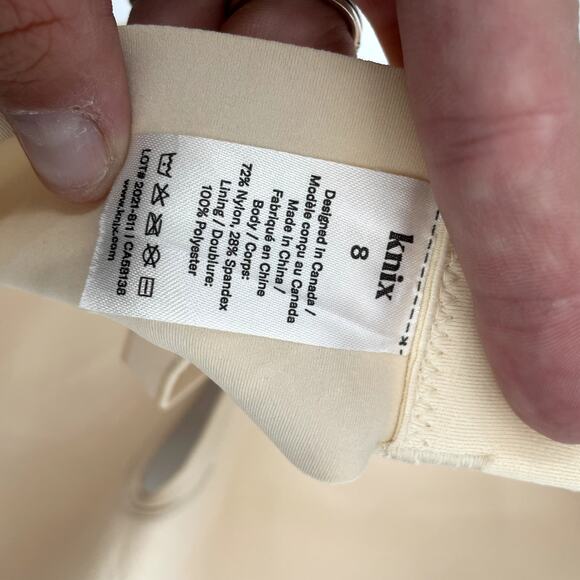 knix
8
Designed in Canada /
Modèle conçu au Canada
Made in China /
Fabriqué en Chine
Body / Corps:
72% Nylon, 28% Spandex
Lining / Doublure:
100% Polyester
LOT# 2021-811 | CA58138
www.knix.com